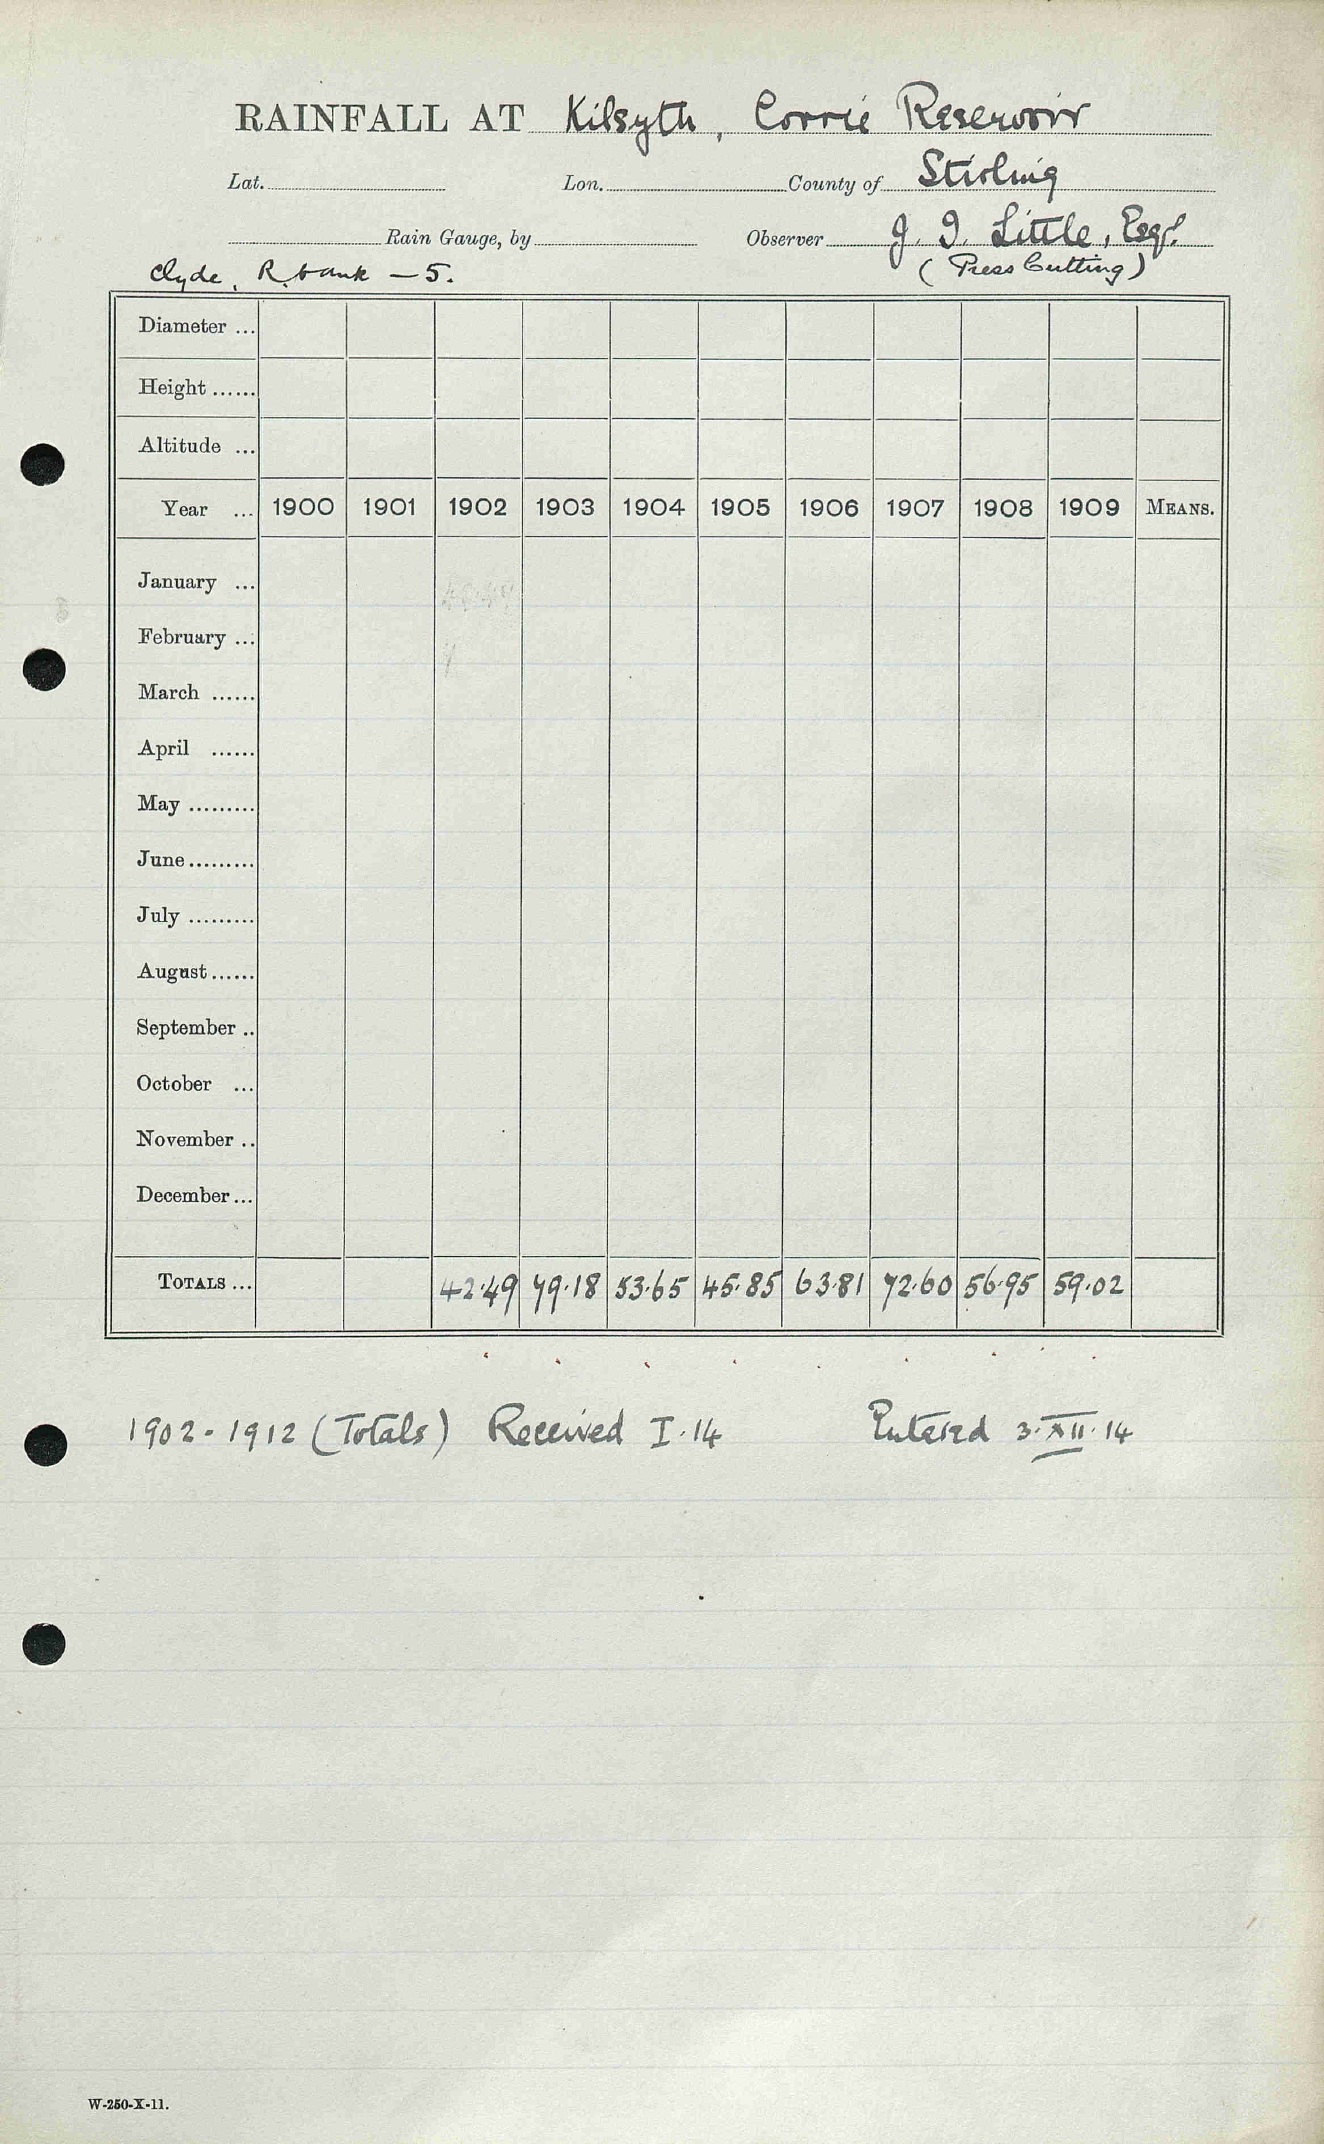 RAINFALL AT Kilsyth, Corrie Reservoir
Lat. Lon. County of Stirling
Rain Gauge, by Observer J. I. Little, Esqr.
Clyde, R. bank – 5. (Press Cutting)
Diameter ...
Height ......
Altitude ...
Year ... 1900 1901 1902 1903 1904 1905 1906 1907 1908 1909 MEANS.
January ...
February ...
March ......
April ......
May .........
June .........
July .........
August ......
September ..
October ...
November ..
December ...
TOTALS ... 42.49 79.18 53.65 45.85 63.81 72.60 56.95 59.02
1902 - 1912 (Totals) Received I.14 Entered 3.XII.14
W-250-X-11.